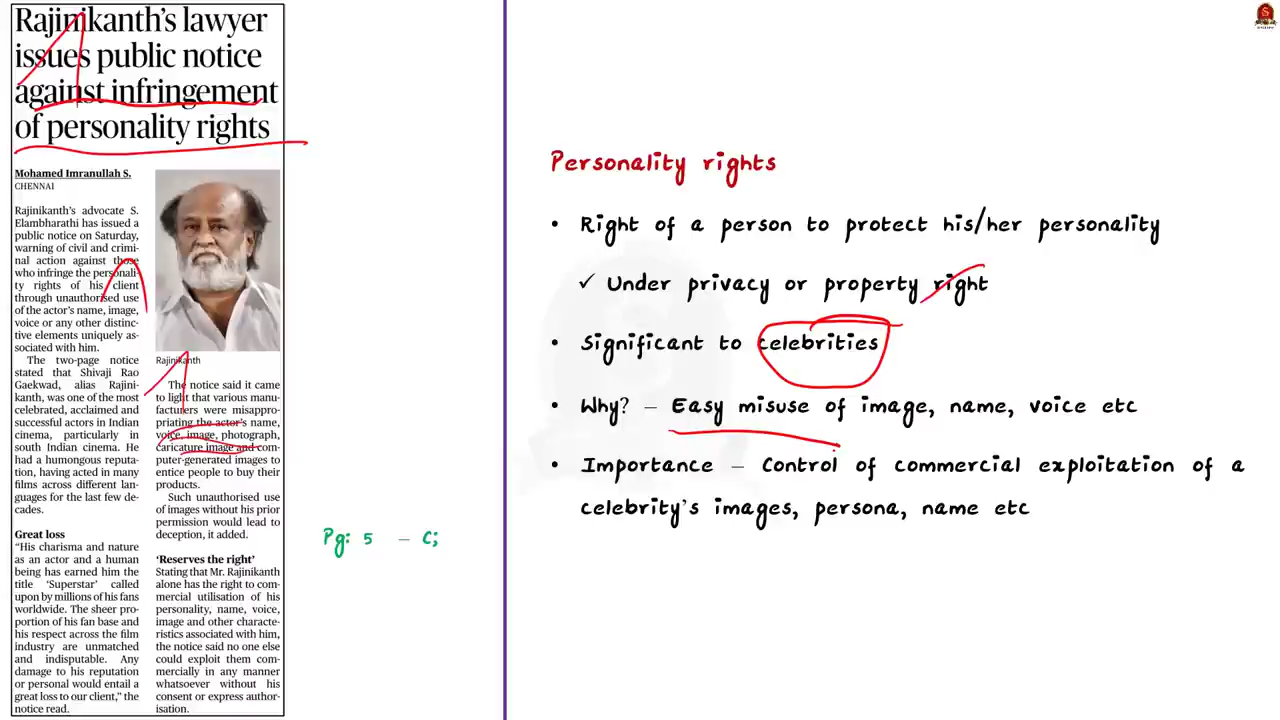 Rajinikanth's lawyer
issues public notice
against infringement
of personality rights
Mohamed Imranullah S.
CHENNAI
Rajinikanth's advocate S.
Elambharathi has issued a
public notice on Saturday,
warning of civil and crimi-
nal action against those
who infringe the personali-
ty rights of his client
through unauthorised use
of the actor's name, image,
voice or any other distinc-
tive elements uniquely as-
sociated with him.
The two-page notice
stated that Shivaji Rao
Gaekwad, alias Rajini-
kanth, was one of the most
celebrated, acclaimed and
successful actors in Indian
cinema, particularly in
south Indian cinema. He
had a humongous reputa-
tion, having acted in many
films across different lan-
guages for the last few de-
cades.
Great loss
"His charisma and nature
as an actor and a human
being has earned him the
title 'Superstar' called
upon by millions of his fans
worldwide. The sheer pro-
portion of his fan base and
his respect across the film
industry are unmatched
and indisputable. Any
damage to his reputation
or personal would entail a
great loss to our client," the
notice read.
Rajinikanth
The notice said it came
to light that various manu-
facturers were misappro-
priating the actor's name,
voice, image, photograph,
caricature image and com-
puter-generated images to
entice people to buy their
products.
Such unauthorised use
of images without his prior
permission would lead to
deception, it added.
'Reserves the right'
Stating that Mr. Rajinikanth
alone has the right to com-
mercial utilisation of his
personality, name, voice,
image and other characte-
ristics associated with him,
the notice said no one else
could exploit them com-
mercially in any manner
whatsoever without his
consent or express author-
isation.
Pg: 5 – C;
Personality rights
• Right of a person to protect his/her personality
✓ Under privacy or property right
• Significant to celebrities
• Why? – Easy misuse of image, name, voice etc
• Importance – Control of commercial exploitation of a
celebrity's images, persona, name etc